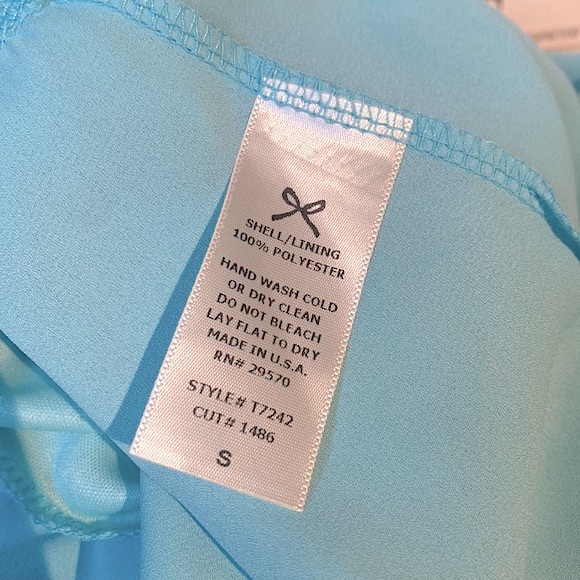 SHELL/LINING
100% POLYESTER
HAND WASH COLD
OR DRY CLEAN
DO NOT BLEACH
LAY FLAT TO DRY
MADE IN U.S.A.
RN# 29570
STYLE# T7242
CUT# 1486
S